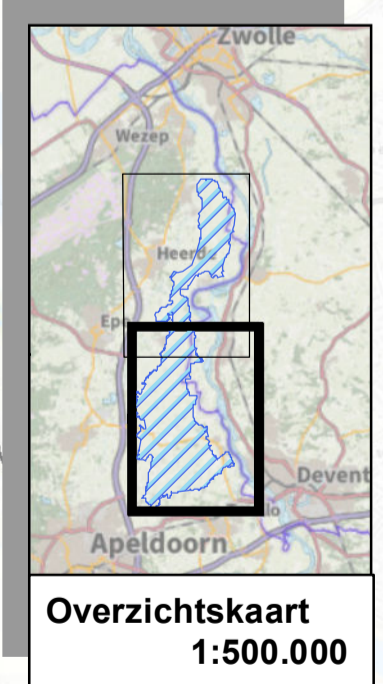 Zwolle
Wezep
Heerde
Epe
Devent
Apeldoorn
Overzichtskaart
1:500.000